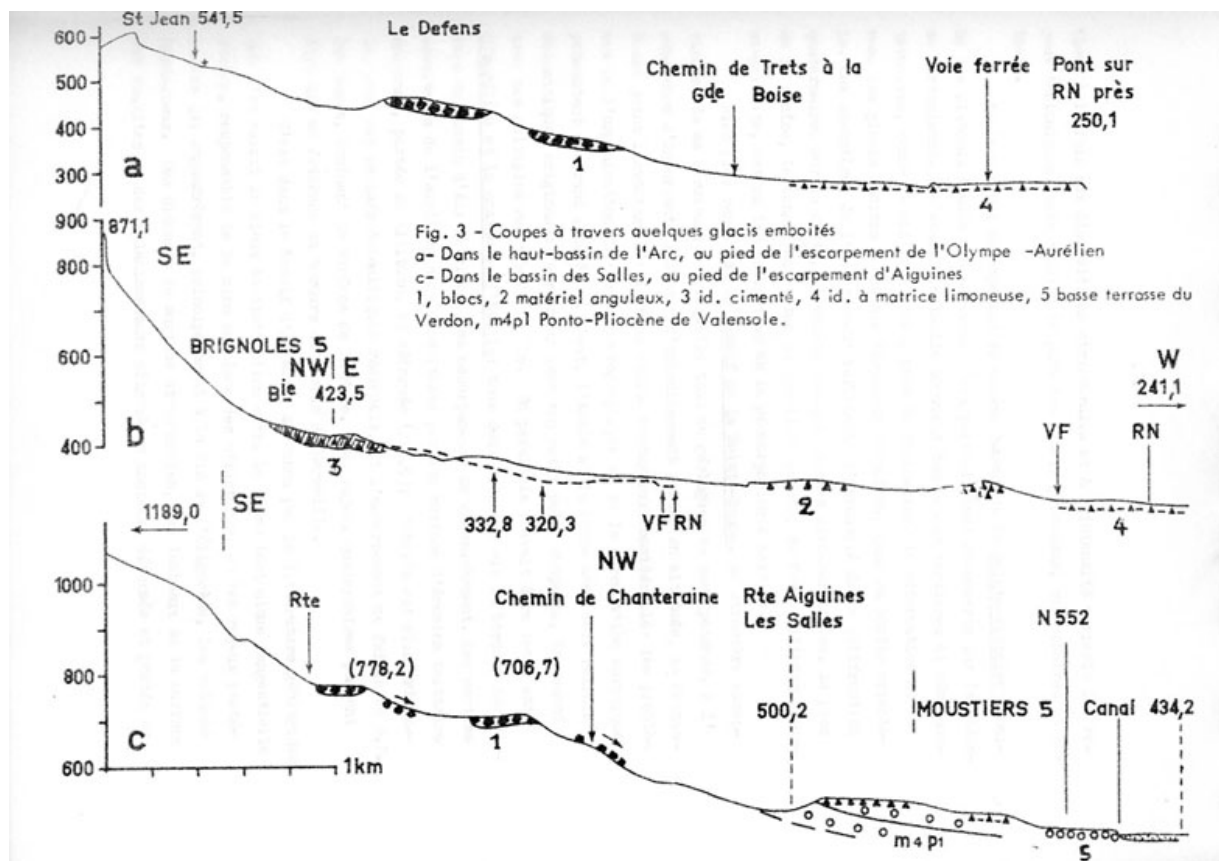 St Jean 541,5
Le Defens
600
500
400
300
Chemin de Trets à la
Gde Boise
Voie ferrée
Pont sur
RN près
250,1
1
4
a
900
871,1
SE
800
700
600
500
400
Fig. 3 - Coupes à travers quelques glacis emboités
a- Dans le haut-bassin de l'Arc, au pied de l'escarpement de l'Olympe -Aurélien
c- Dans le bassin des Salles, au pied de l'escarpement d'Aiguines
1, blocs, 2 matériel anguleux, 3 id. cimenté, 4 id. à matrice limoneuse, 5 basse terrasse du
Verdon, m4p1 Ponto-Pliocène de Valensole.
BRIGNOLES 5
NW E
Bie 423,5
W
241,1
VF
RN
b
3
2
4
332,8
320,3
VF RN
SE
1189,0
NW
1000
900
800
700
600
Rte
(778,2)
(706,7)
Chemin de Chanteraine
Rte Aiguines
Les Salles
500,2
N 552
MOUSTIERS 5
Canal
434,2
c
1
1km
m4p1
5